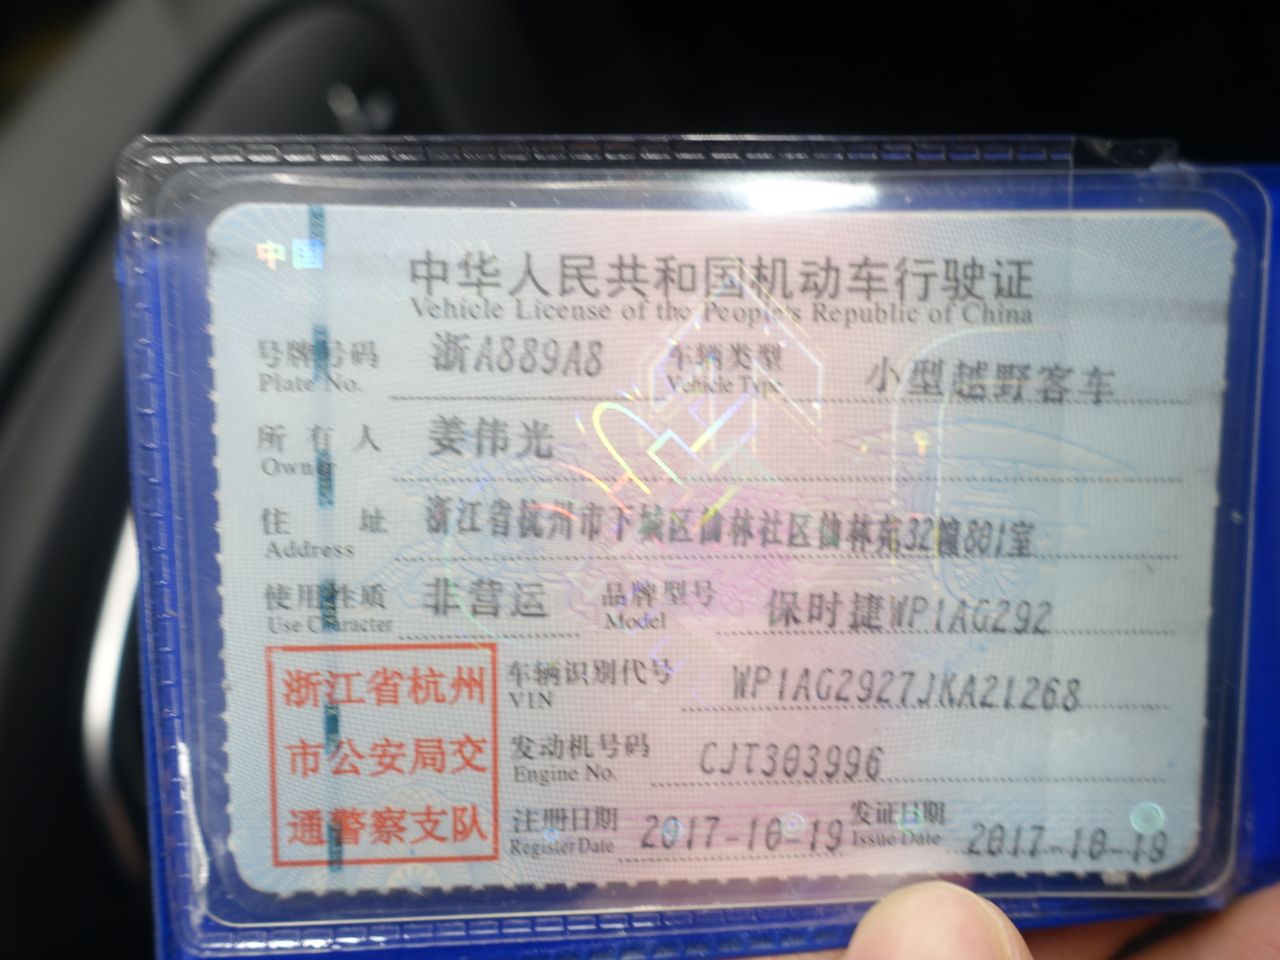 中国
中华人民共和国机动车行驶证
Vehicle License of the People's Republic of China
号牌号码 浙A889A8 车辆类型 小型越野客车
Plate No. Vehicle Type
所有人 姜伟光
Owner
住址 浙江省杭州市下城区仙林社区仙林苑32幢801室
Address
使用性质 非营运 品牌型号 保时捷WP1AG292
Use Character Model
浙江省杭州
市公安局交
通警察支队
车辆识别代号 WP1AG2927JKA21268
VIN
发动机号码 CJT303996
Engine No.
注册日期 2017-10-19 发证日期 2017-10-19
Register Date Issue Date